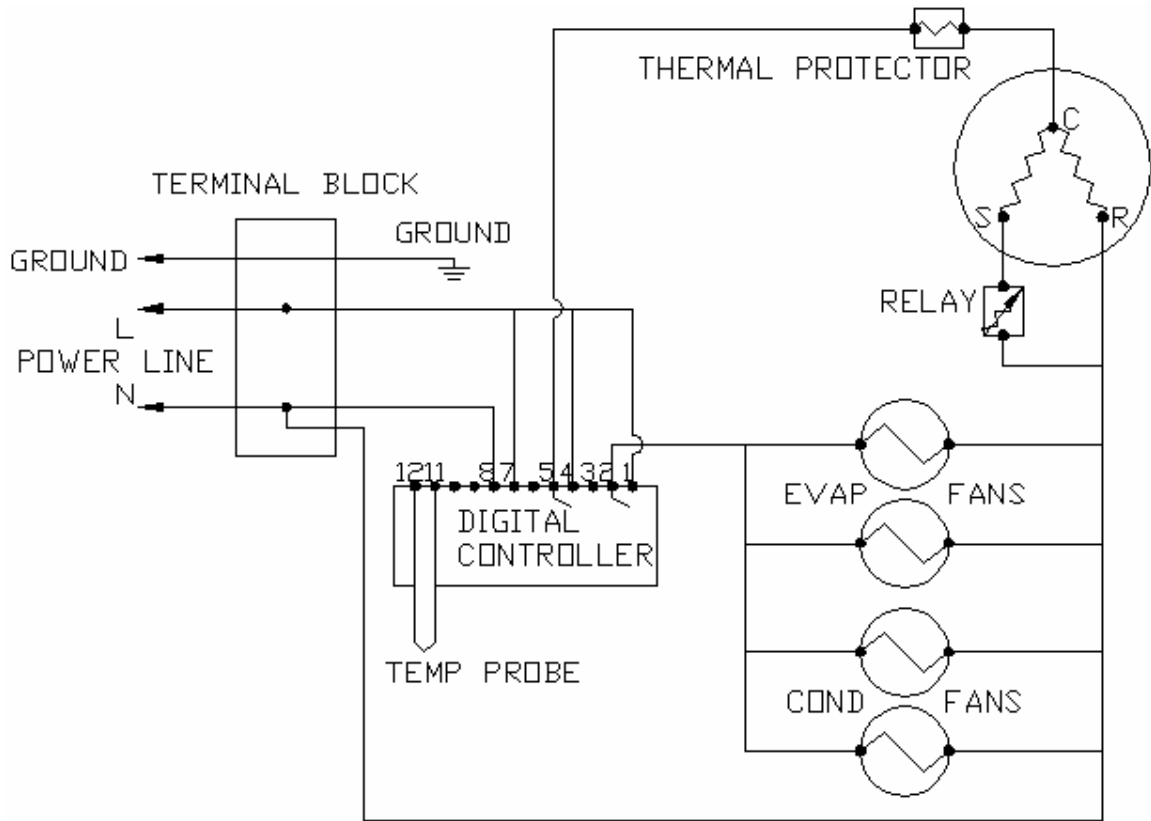 THERMAL PROTECTOR
C
S
R
TERMINAL BLOCK
GROUND
GROUND
L
POWER LINE
N
RELAY
12 11 8 7 5 4 3 2 1
DIGITAL
CONTROLLER
EVAP FANS
TEMP PROBE
COND FANS